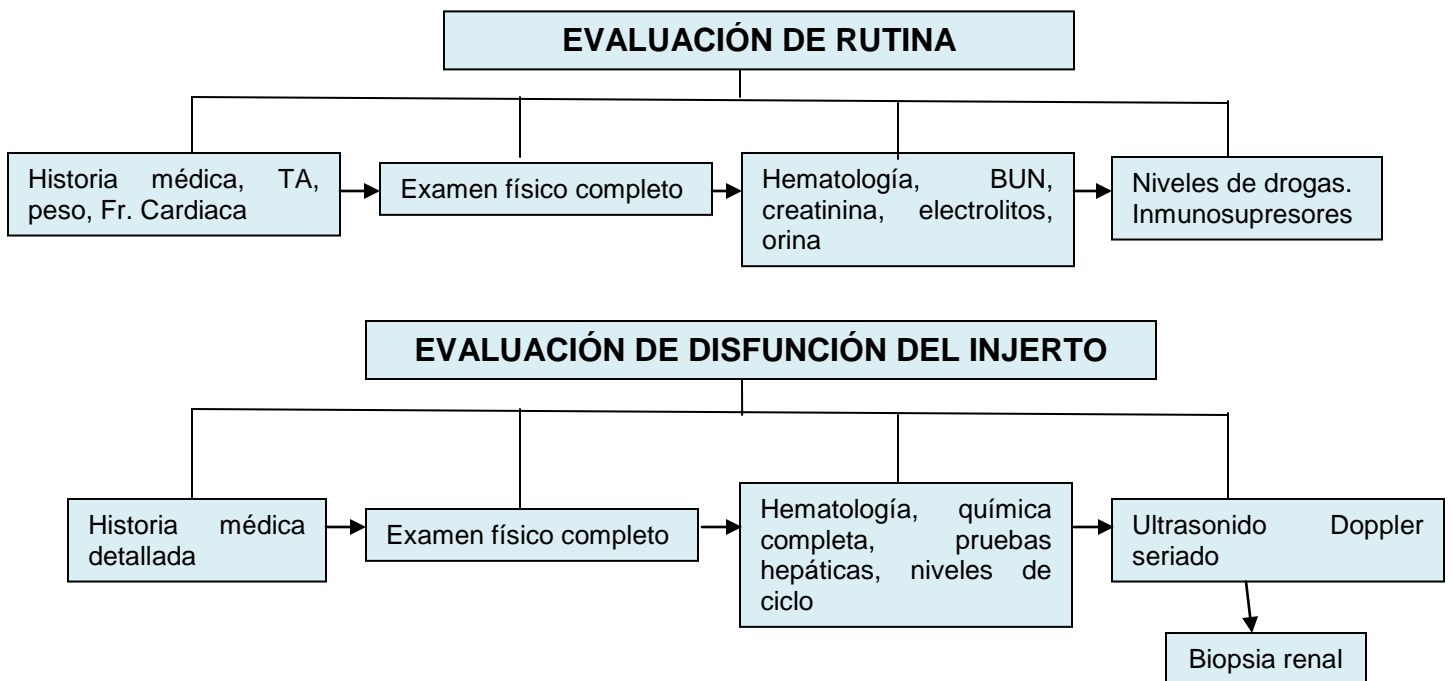 EVALUACIÓN DE RUTINA
Historia médica, TA,
peso, Fr. Cardiaca
Examen físico completo
Hematología, BUN,
creatinina, electrolitos,
orina
Niveles de drogas.
Inmunosupresores
EVALUACIÓN DE DISFUNCIÓN DEL INJERTO
Historia médica
detallada
Examen físico completo
Hematología, química
completa, pruebas
hepáticas, niveles de
ciclo
Ultrasonido Doppler
seriado
Biopsia renal